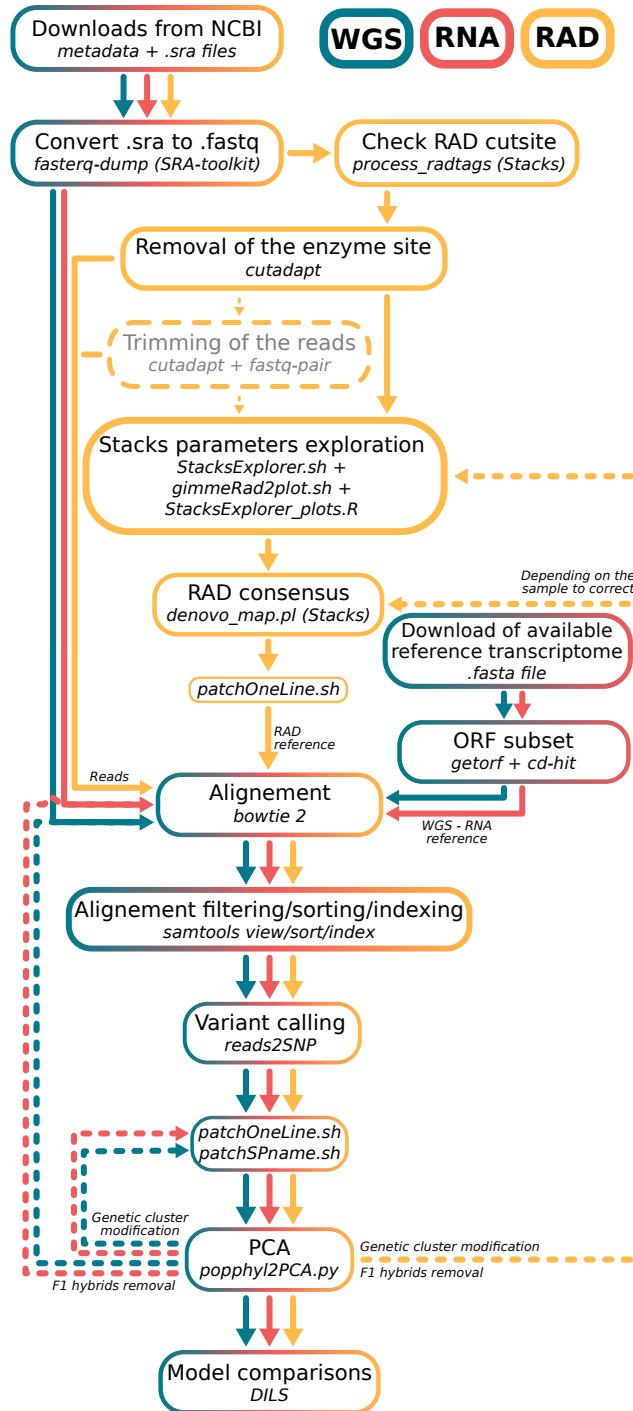 Downloads from NCBI
metadata + .sra files
WGS
RNA
RAD
Convert .sra to .fastq
fasterq-dump (SRA-toolkit)
Check RAD cutsite
process_radtags (Stacks)
Removal of the enzyme site
cutadapt
Trimming of the reads
cutadapt + fastq-pair
Stacks parameters exploration
StacksExplorer.sh +
gimmeRad2plot.sh +
StacksExplorer_plots.R
RAD consensus
denovo_map.pl (Stacks)
Depending on the
sample to correct
Download of available
reference transcriptome
.fasta file
patchOneLine.sh
RAD
reference
ORF subset
getorf + cd-hit
Reads
Alignement
bowtie 2
WGS - RNA
reference
Alignement filtering/sorting/indexing
samtools view/sort/index
Variant calling
reads2SNP
patchOneLine.sh
patchSPname.sh
Genetic cluster
modification
PCA
popphyl2PCA.py
Genetic cluster modification
F1 hybrids removal
F1 hybrids removal
Model comparisons
DILS